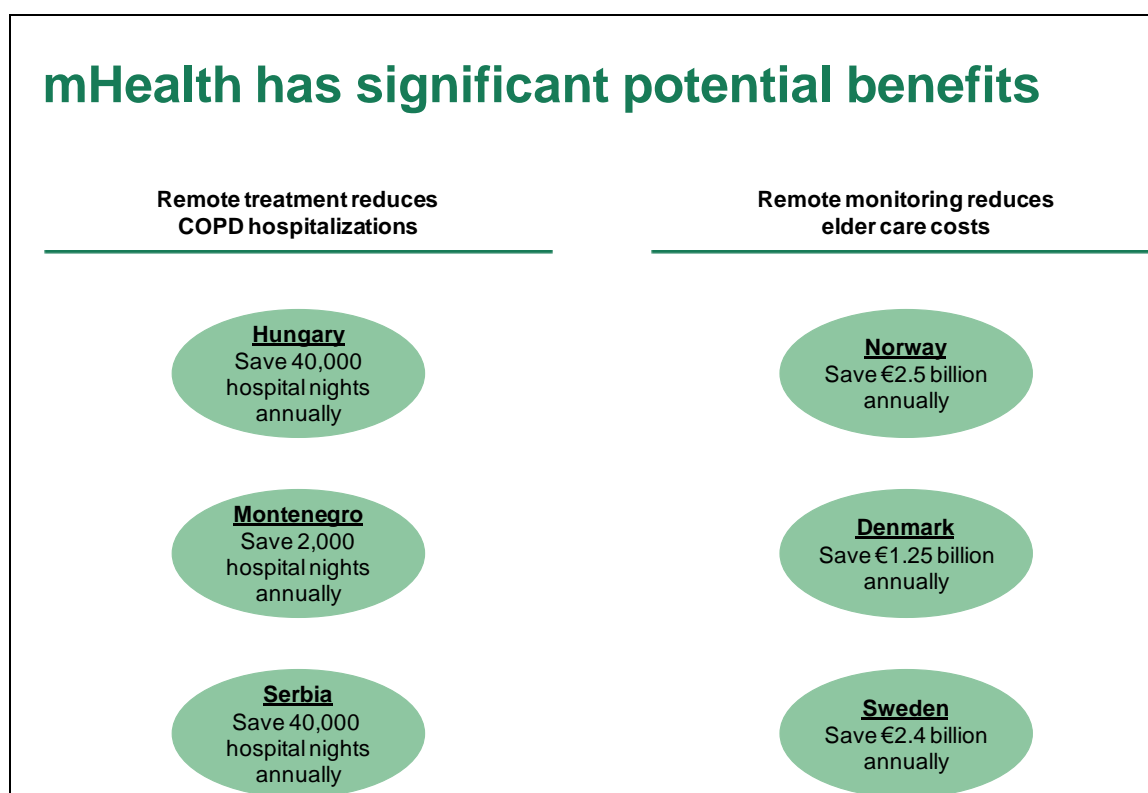 mHealth has significant potential benefits
Remote treatment reduces
COPD hospitalizations
Hungary
Save 40,000
hospital nights
annually
Montenegro
Save 2,000
hospital nights
annually
Serbia
Save 40,000
hospital nights
annually
Remote monitoring reduces
elder care costs
Norway
Save €2.5 billion
annually
Denmark
Save €1.25 billion
annually
Sweden
Save €2.4 billion
annually